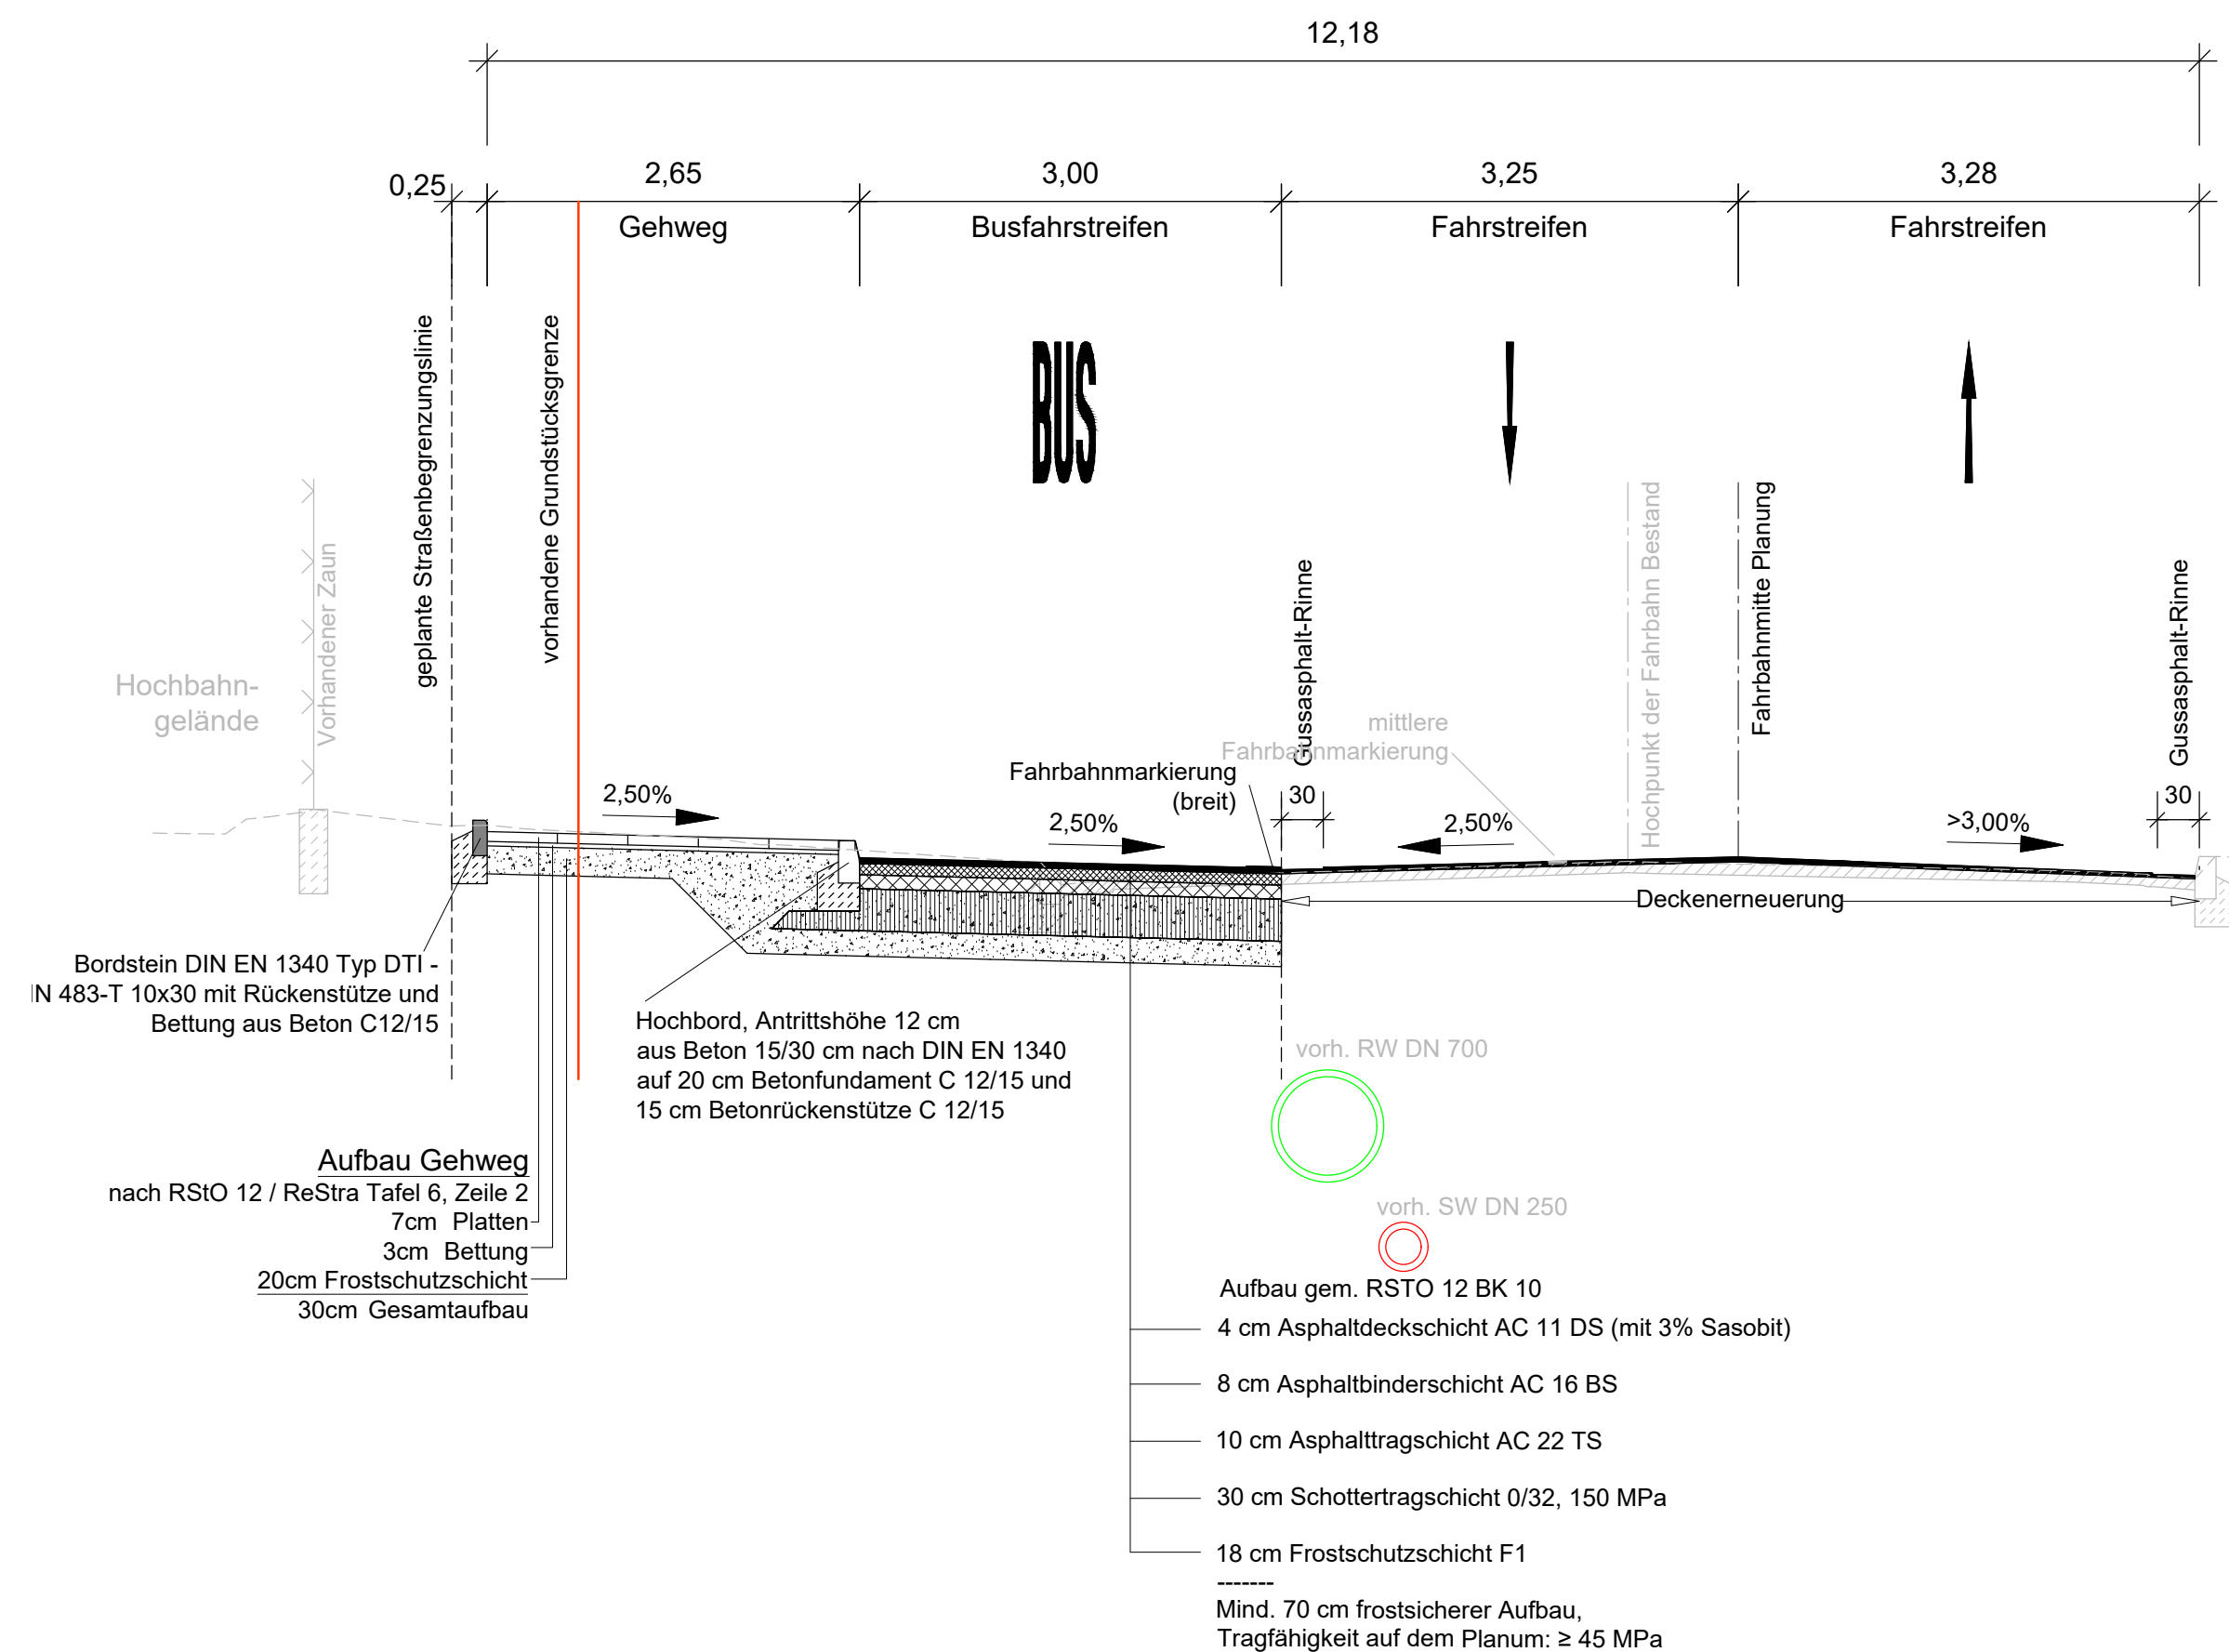 12,18
0,25
2,65
3,00
3,25
3,28
Gehweg
Busfahrstreifen
Fahrstreifen
Fahrstreifen
geplante Straßenbegrenzungslinie
vorhandene Grundstücksgrenze
BUS
Vorhandener Zaun
Hochbahn-
gelände
Gussasphalt-Rinne
Hochpunkt der Fahrbahn Bestand
Fahrbahnmitte Planung
Gussasphalt-Rinne
mittlere
Fahrbahnmarkierung
Fahrbahnmarkierung
(breit)
30
30
2,50%
2,50%
2,50%
>3,00%
Deckenerneuerung
Bordstein DIN EN 1340 Typ DTI -
IN 483-T 10x30 mit Rückenstütze und
Bettung aus Beton C12/15
Hochbord, Antrittshöhe 12 cm
aus Beton 15/30 cm nach DIN EN 1340
auf 20 cm Betonfundament C 12/15 und
15 cm Betonrückenstütze C 12/15
vorh. RW DN 700
vorh. SW DN 250
Aufbau Gehweg
nach RStO 12 / ReStra Tafel 6, Zeile 2
7cm Platten
3cm Bettung
20cm Frostschutzschicht
30cm Gesamtaufbau
Aufbau gem. RSTO 12 BK 10
4 cm Asphaltdeckschicht AC 11 DS (mit 3% Sasobit)
8 cm Asphaltbinderschicht AC 16 BS
10 cm Asphalttragschicht AC 22 TS
30 cm Schottertragschicht 0/32, 150 MPa
18 cm Frostschutzschicht F1
-------
Mind. 70 cm frostsicherer Aufbau,
Tragfähigkeit auf dem Planum: ≥ 45 MPa